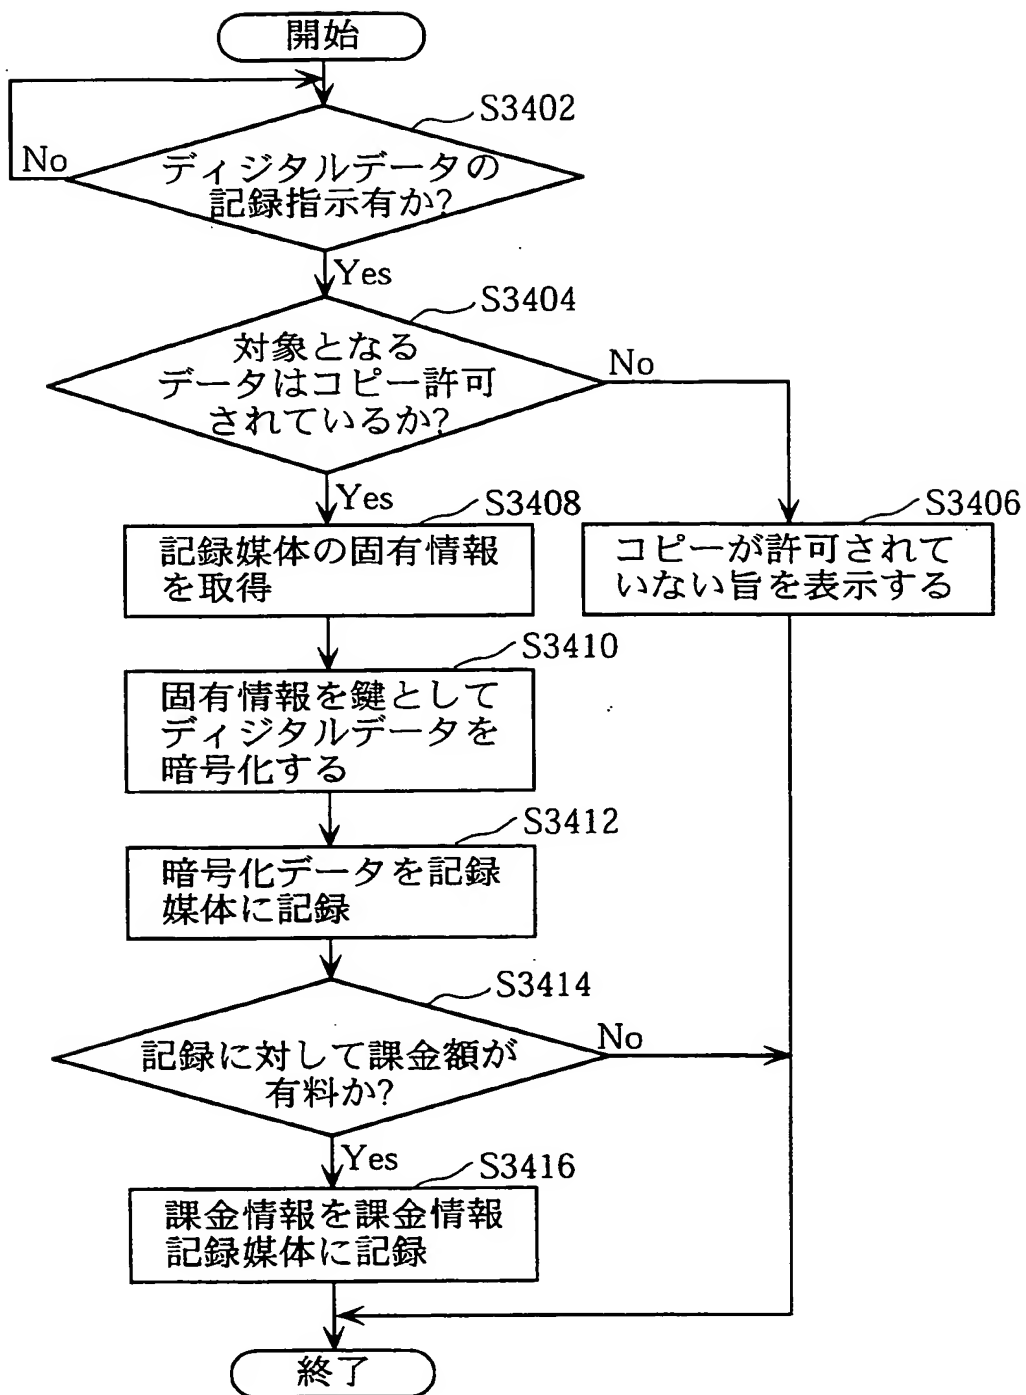 開始
S3402
No
ディジタルデータの
記録指示有か?
Yes
S3404
対象となる
データはコピー許可
されているか?
No
Yes
S3408
S3406
記録媒体の固有情報
を取得
コピーが許可されて
いない旨を表示する
S3410
固有情報を鍵として
ディジタルデータを
暗号化する
S3412
暗号化データを記録
媒体に記録
S3414
記録に対して課金額が
有料か?
No
Yes
S3416
課金情報を課金情報
記録媒体に記録
終了